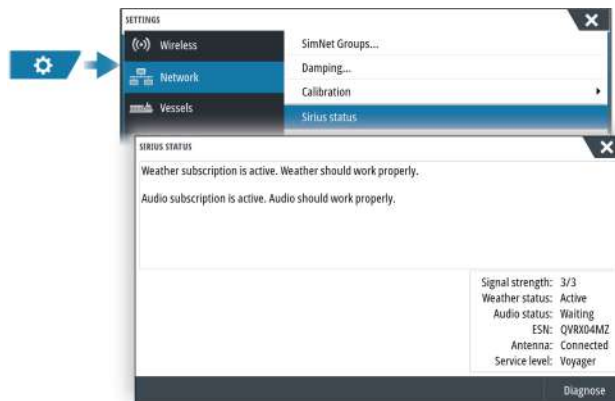 SETTINGS
Wireless
Network
Vessels
SimNet Groups...
Damping...
Calibration
Sirius status
SIRIUS STATUS
Weather subscription is active. Weather should work properly.
Audio subscription is active. Audio should work properly.
Signal strength: 3/3
Weather status: Active
Audio status: Waiting
ESN: QVRX04MZ
Antenna: Connected
Service level: Voyager
Diagnose